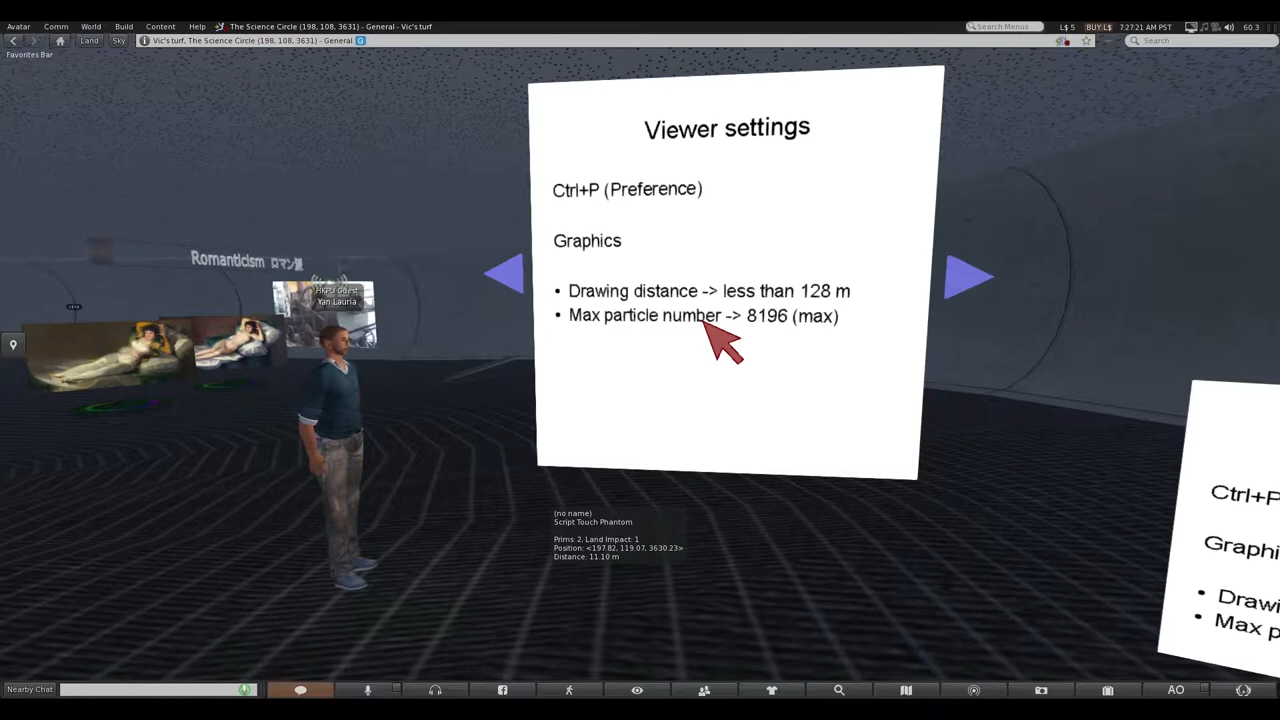 Avatar Comm World Build Content Help The Science Circle (198, 108, 3631) - General - Vic's turf Search Menus L$ 5 BUY L$ 7:27:21 AM PST 60.3
Land Sky Vic's turf, The Science Circle (198, 108, 3631) - General G Search
Favorites Bar
Viewer settings
Ctrl+P (Preference)
Graphics
• Drawing distance -> less than 128 m
• Max particle number -> 8196 (max)
Romanticism ロマン派
HKPU Guest
Yan Lauria
(no name)
Script Touch Phantom
Prims: 2, Land Impact: 1
Position: <197.82, 119.07, 3630.23>
Distance: 11.10 m
Ctrl+P
Graphi
• Drawi
• Max p
Nearby Chat AO